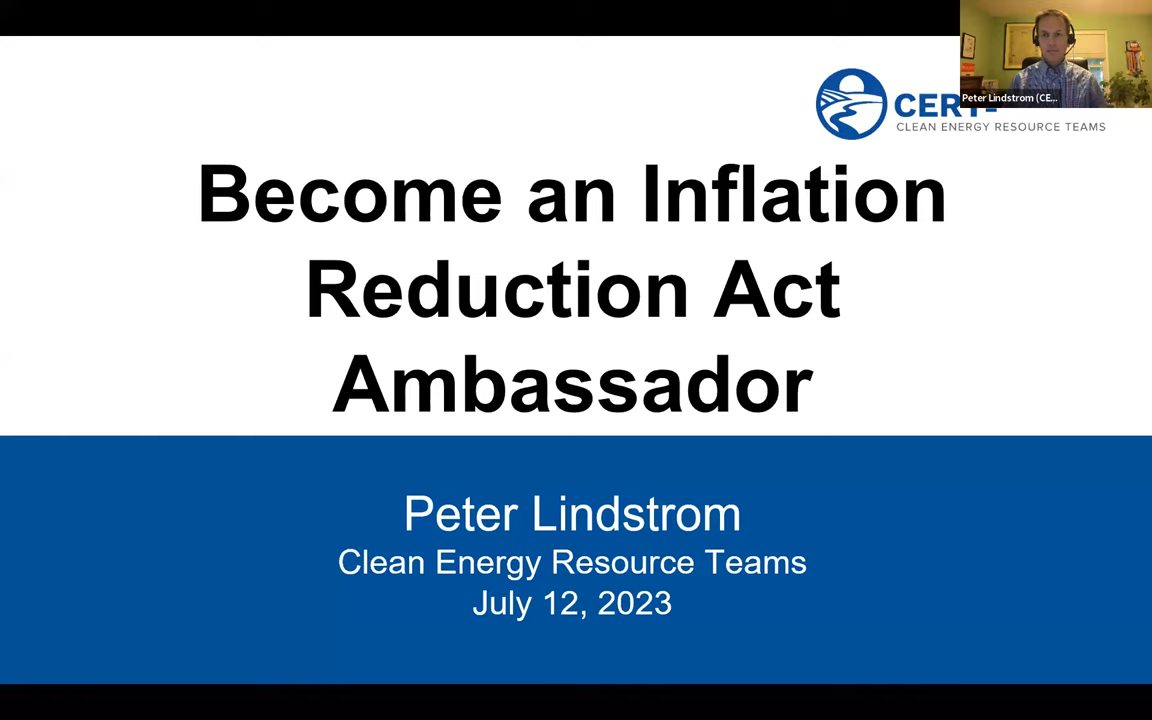 Peter Lindstrom (CE...
CERT
CLEAN ENERGY RESOURCE TEAMS
Become an Inflation
Reduction Act
Ambassador
Peter Lindstrom
Clean Energy Resource Teams
July 12, 2023